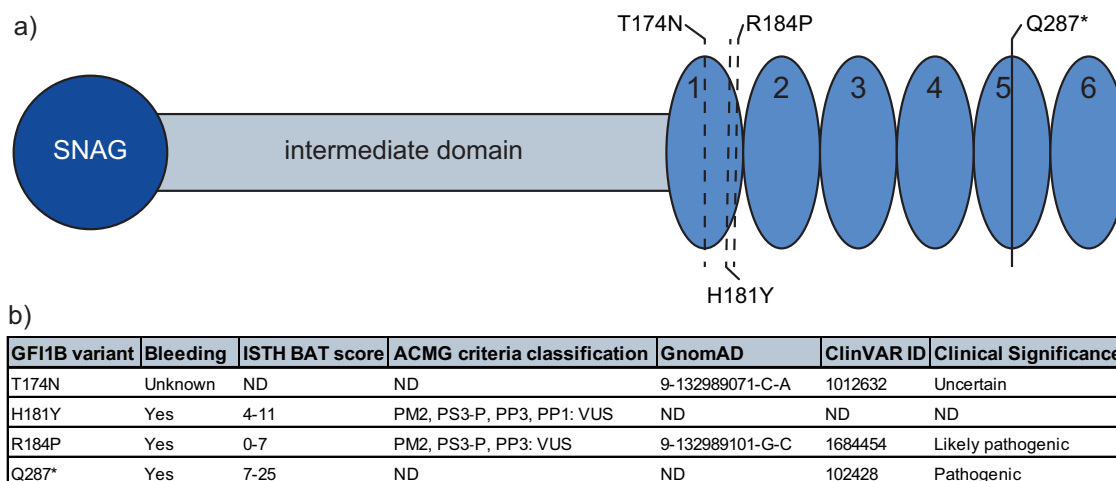 a)
T174N
R184P
Q287*
SNAG
intermediate domain
1
2
3
4
5
6
H181Y
b)
GFI1B variant Bleeding ISTH BAT score ACMG criteria classification GnomAD ClinVAR ID Clinical Significance
T174N Unknown ND ND 9-132989071-C-A 1012632 Uncertain
H181Y Yes 4-11 PM2, PS3-P, PP3, PP1: VUS ND ND ND
R184P Yes 0-7 PM2, PS3-P, PP3: VUS 9-132989101-G-C 1684454 Likely pathogenic
Q287* Yes 7-25 ND ND 102428 Pathogenic